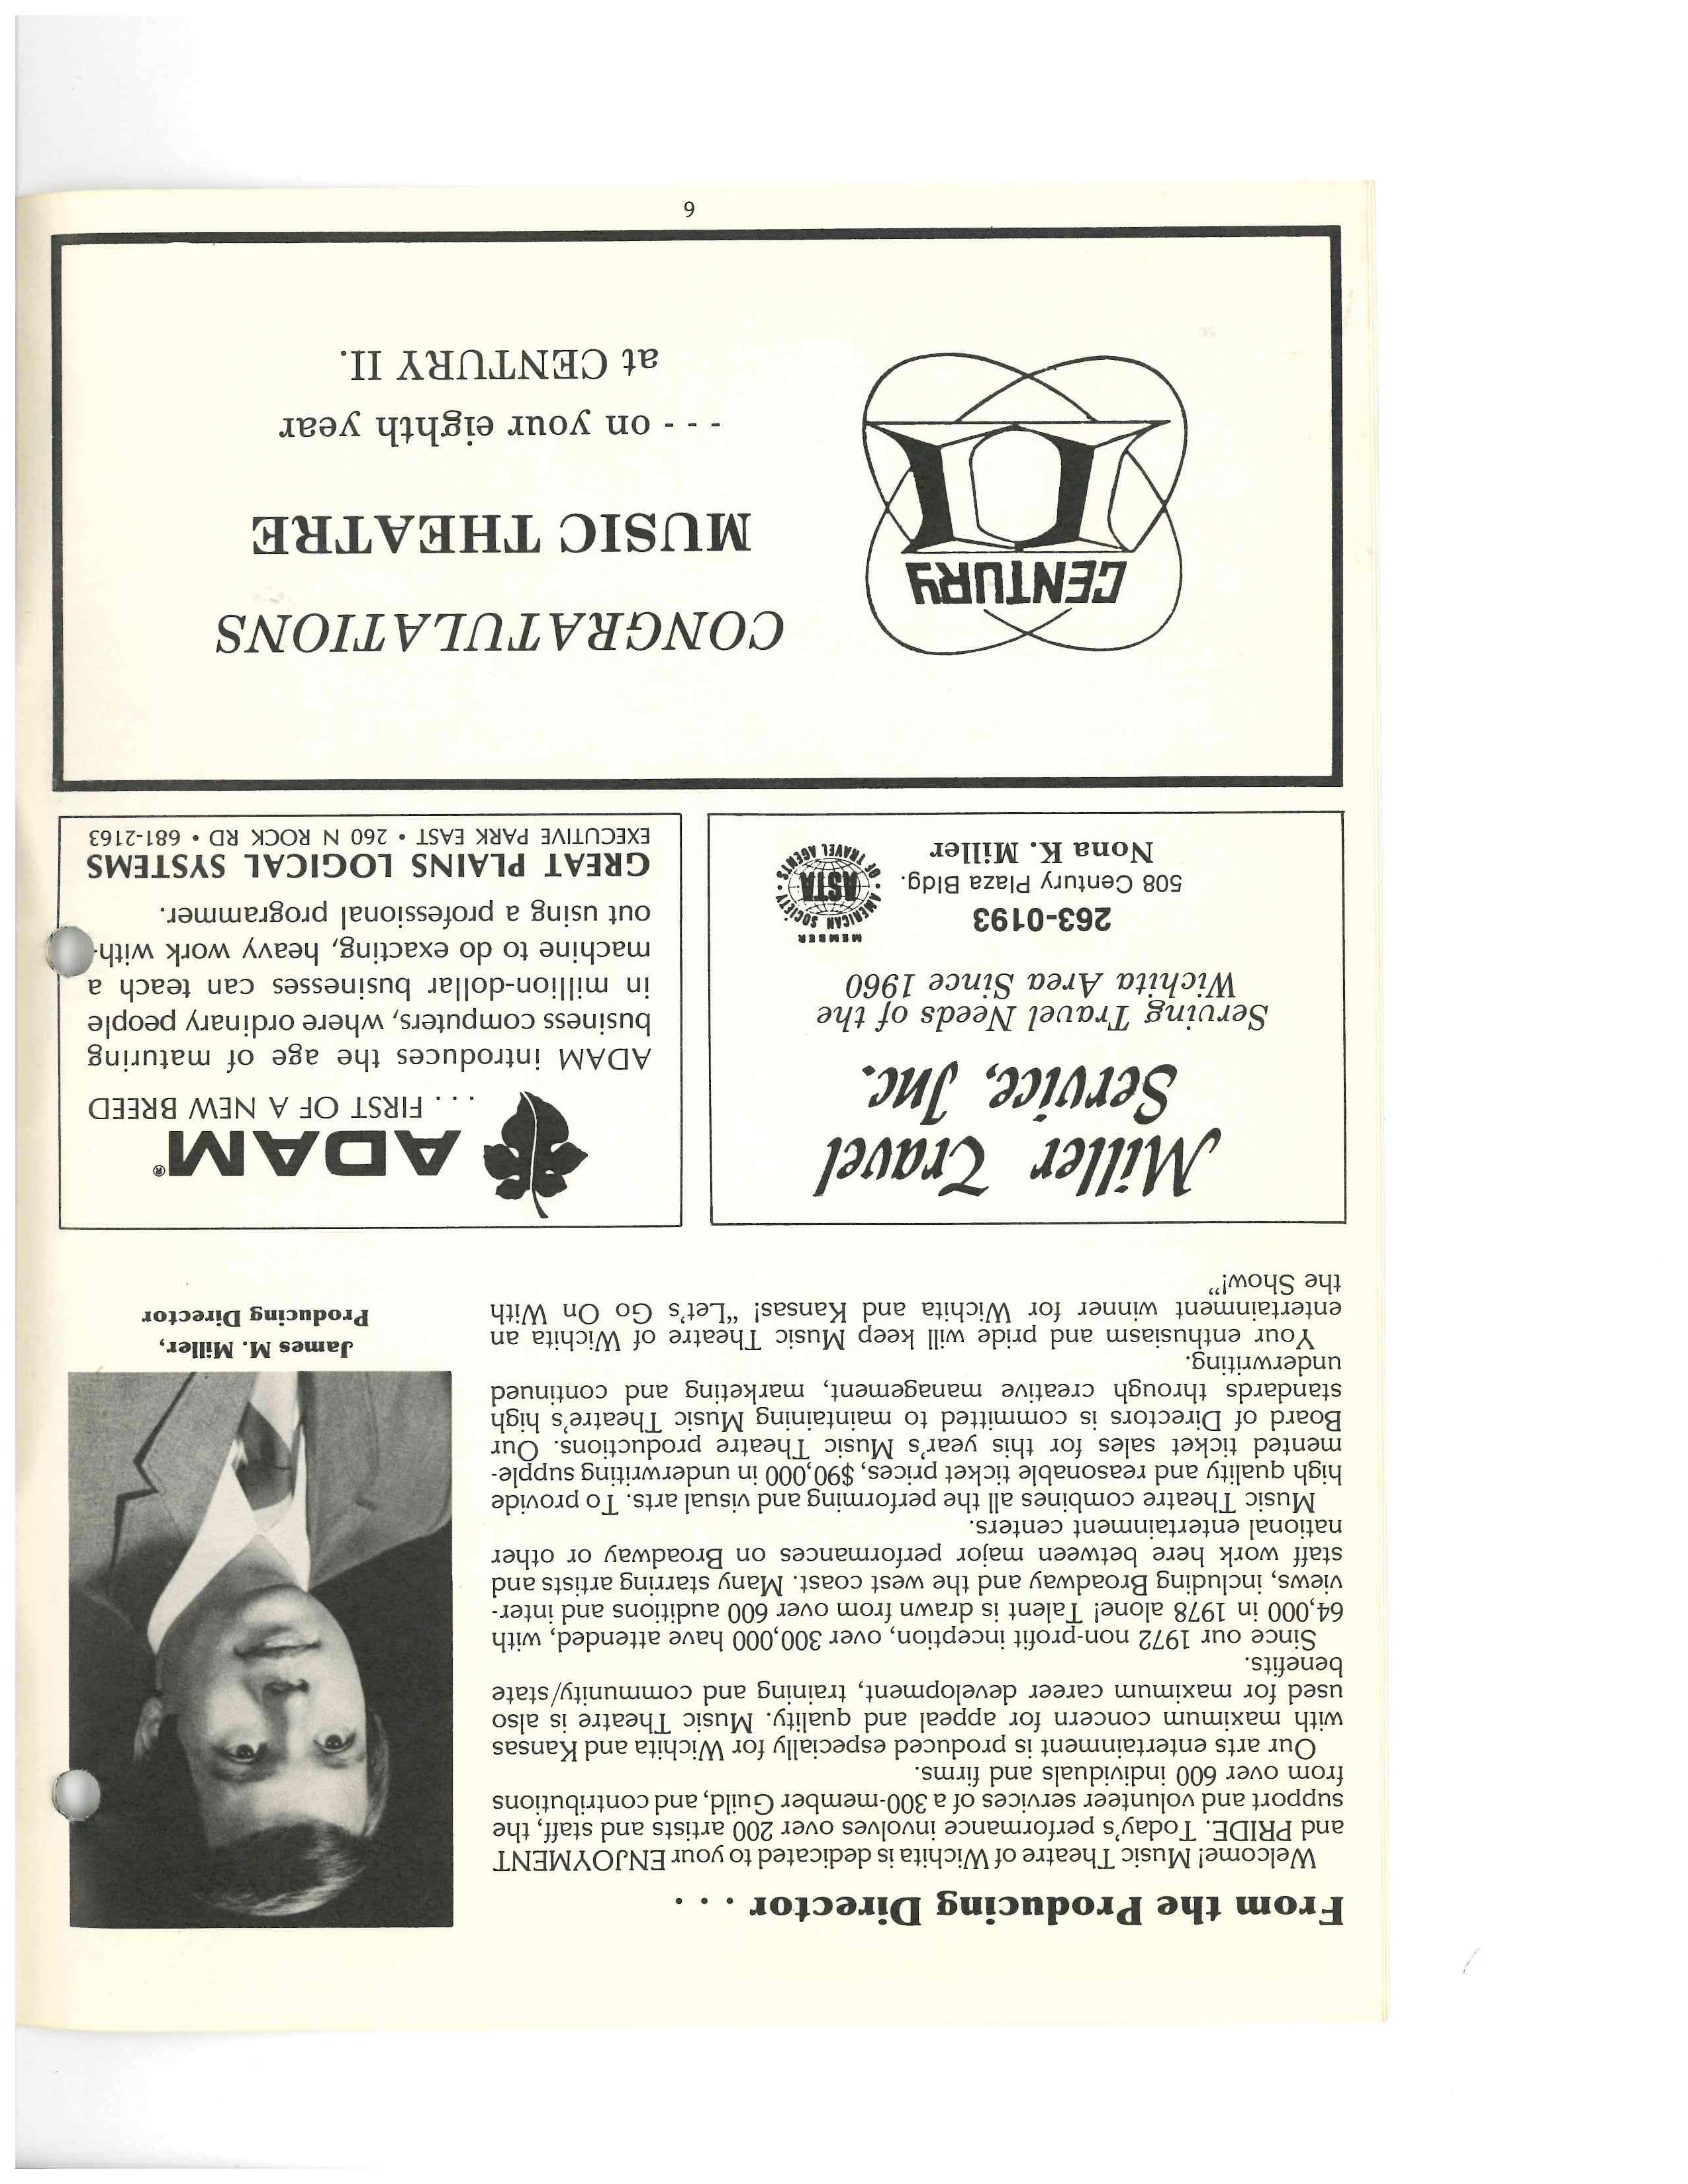 From the Producing Director . . .
Welcome! Music Theatre of Wichita is dedicated to your ENJOYMENT
and PRIDE. Today's performance involves over 200 artists and staff, the
support and volunteer services of a 300-member Guild, and contributions
from over 600 individuals and firms.
Our arts entertainment is produced especially for Wichita and Kansas
with maximum concern for appeal and quality. Music Theatre is also
used for maximum career development, training and community/state
benefits.
Since our 1972 non-profit inception, over 300,000 have attended, with
64,000 in 1978 alone! Talent is drawn from over 600 auditions and inter-
views, including Broadway and the west coast. Many starring artists and
staff work here between major performances on Broadway or other
national entertainment centers.
Music Theatre combines all the performing and visual arts. To provide
high quality and reasonable ticket prices, $90,000 in underwriting supple-
mented ticket sales for this year's Music Theatre productions. Our
Board of Directors is committed to maintaining Music Theatre's high
standards through creative management, marketing and continued
underwriting.
Your enthusiasm and pride will keep Music Theatre of Wichita an
entertainment winner for Wichita and Kansas! "Let's Go On With
the Show!"
James M. Miller,
Producing Director
Miller Travel
Service, Inc.
Serving Travel Needs of the
Wichita Area Since 1960
263-0193
508 Century Plaza Bldg.
Nona K. Miller
MEMBER
AMERICAN SOCIETY
ASTA
OF TRAVEL AGENTS
ADAM®
. . . FIRST OF A NEW BREED
ADAM introduces the age of maturing
business computers, where ordinary people
in million-dollar businesses can teach a
machine to do exacting, heavy work with-
out using a professional programmer.
GREAT PLAINS LOGICAL SYSTEMS
EXECUTIVE PARK EAST • 260 N ROCK RD • 681-2163
CENTURY
II
CONGRATULATIONS
MUSIC THEATRE
- - - on your eighth year
at CENTURY II.
6